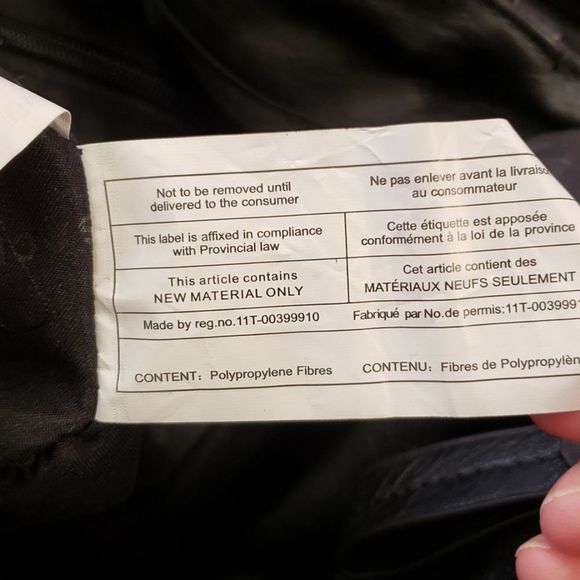 Not to be removed until
delivered to the consumer
Ne pas enlever avant la
au consommateur
This label is affixed in compliance
with Provincial law
Cette étiquette est apposée
conformément à la loi de la province
This article contains
NEW MATERIAL ONLY
Cet article contient des
MATÉRIAUX NEUFS SEULEMENT
Made by reg.no.11T-00399910
Fabriqué par No.de permis:11T-0039991
CONTENT: Polypropylene Fibres
CONTENU: Fibres de Polypropylèn